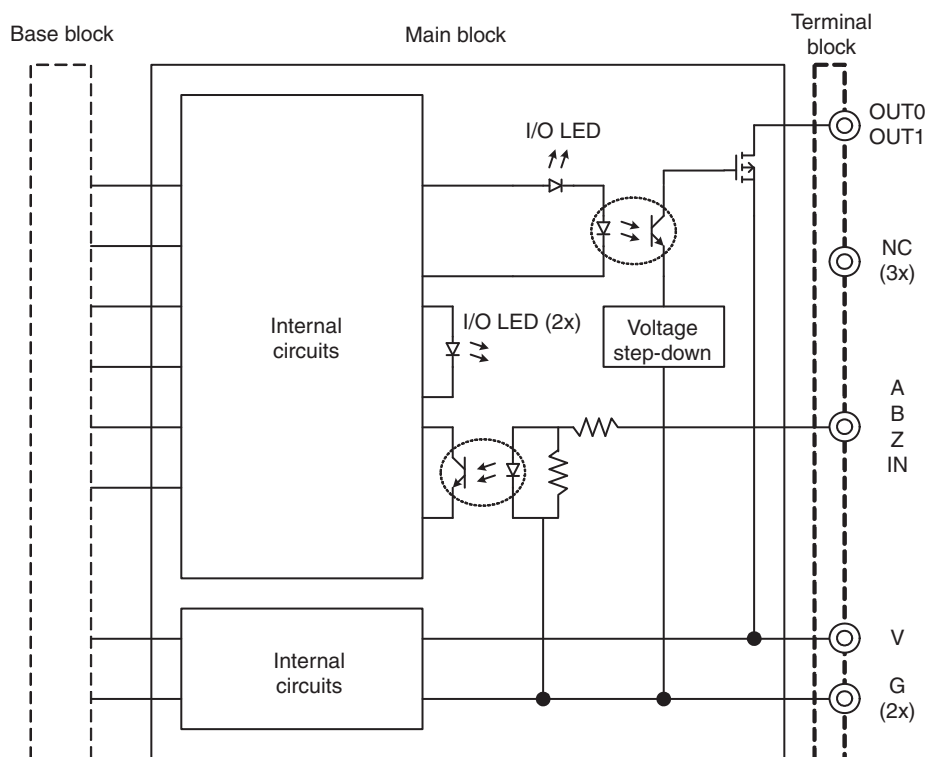 Base block
Main block
Terminal
block
I/O LED
OUT0
OUT1
NC
(3x)
Internal
circuits
I/O LED (2x)
Voltage
step-down
A
B
Z
IN
Internal
circuits
V
G
(2x)